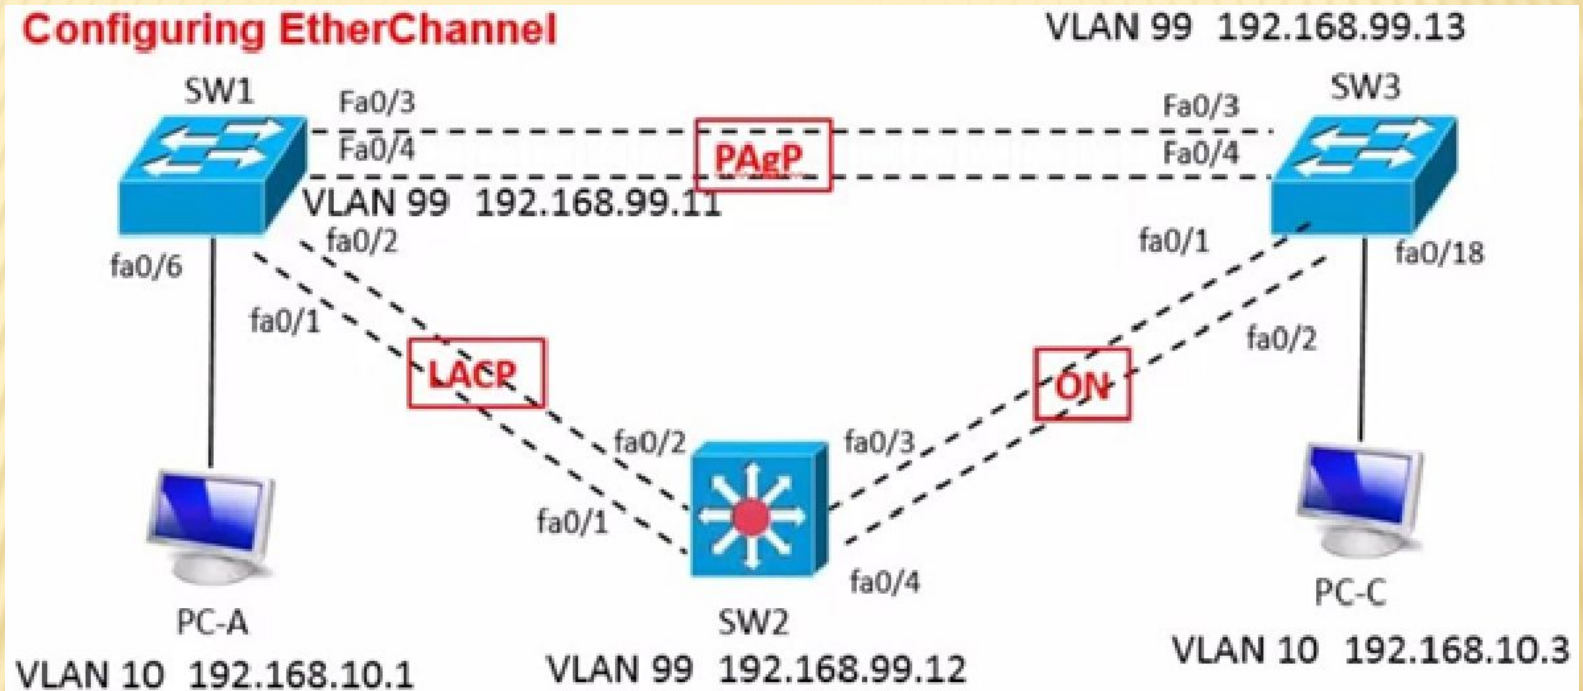 Configuring EtherChannel
VLAN 99 192.168.99.13
SW1
SW3
Fa0/3
Fa0/3
PAgP
Fa0/4
Fa0/4
VLAN 99 192.168.99.11
fa0/2
fa0/1
fa0/6
fa0/18
fa0/1
fa0/2
LACP
ON
fa0/2
fa0/3
fa0/1
fa0/4
PC-A
SW2
PC-C
VLAN 10 192.168.10.1
VLAN 99 192.168.99.12
VLAN 10 192.168.10.3